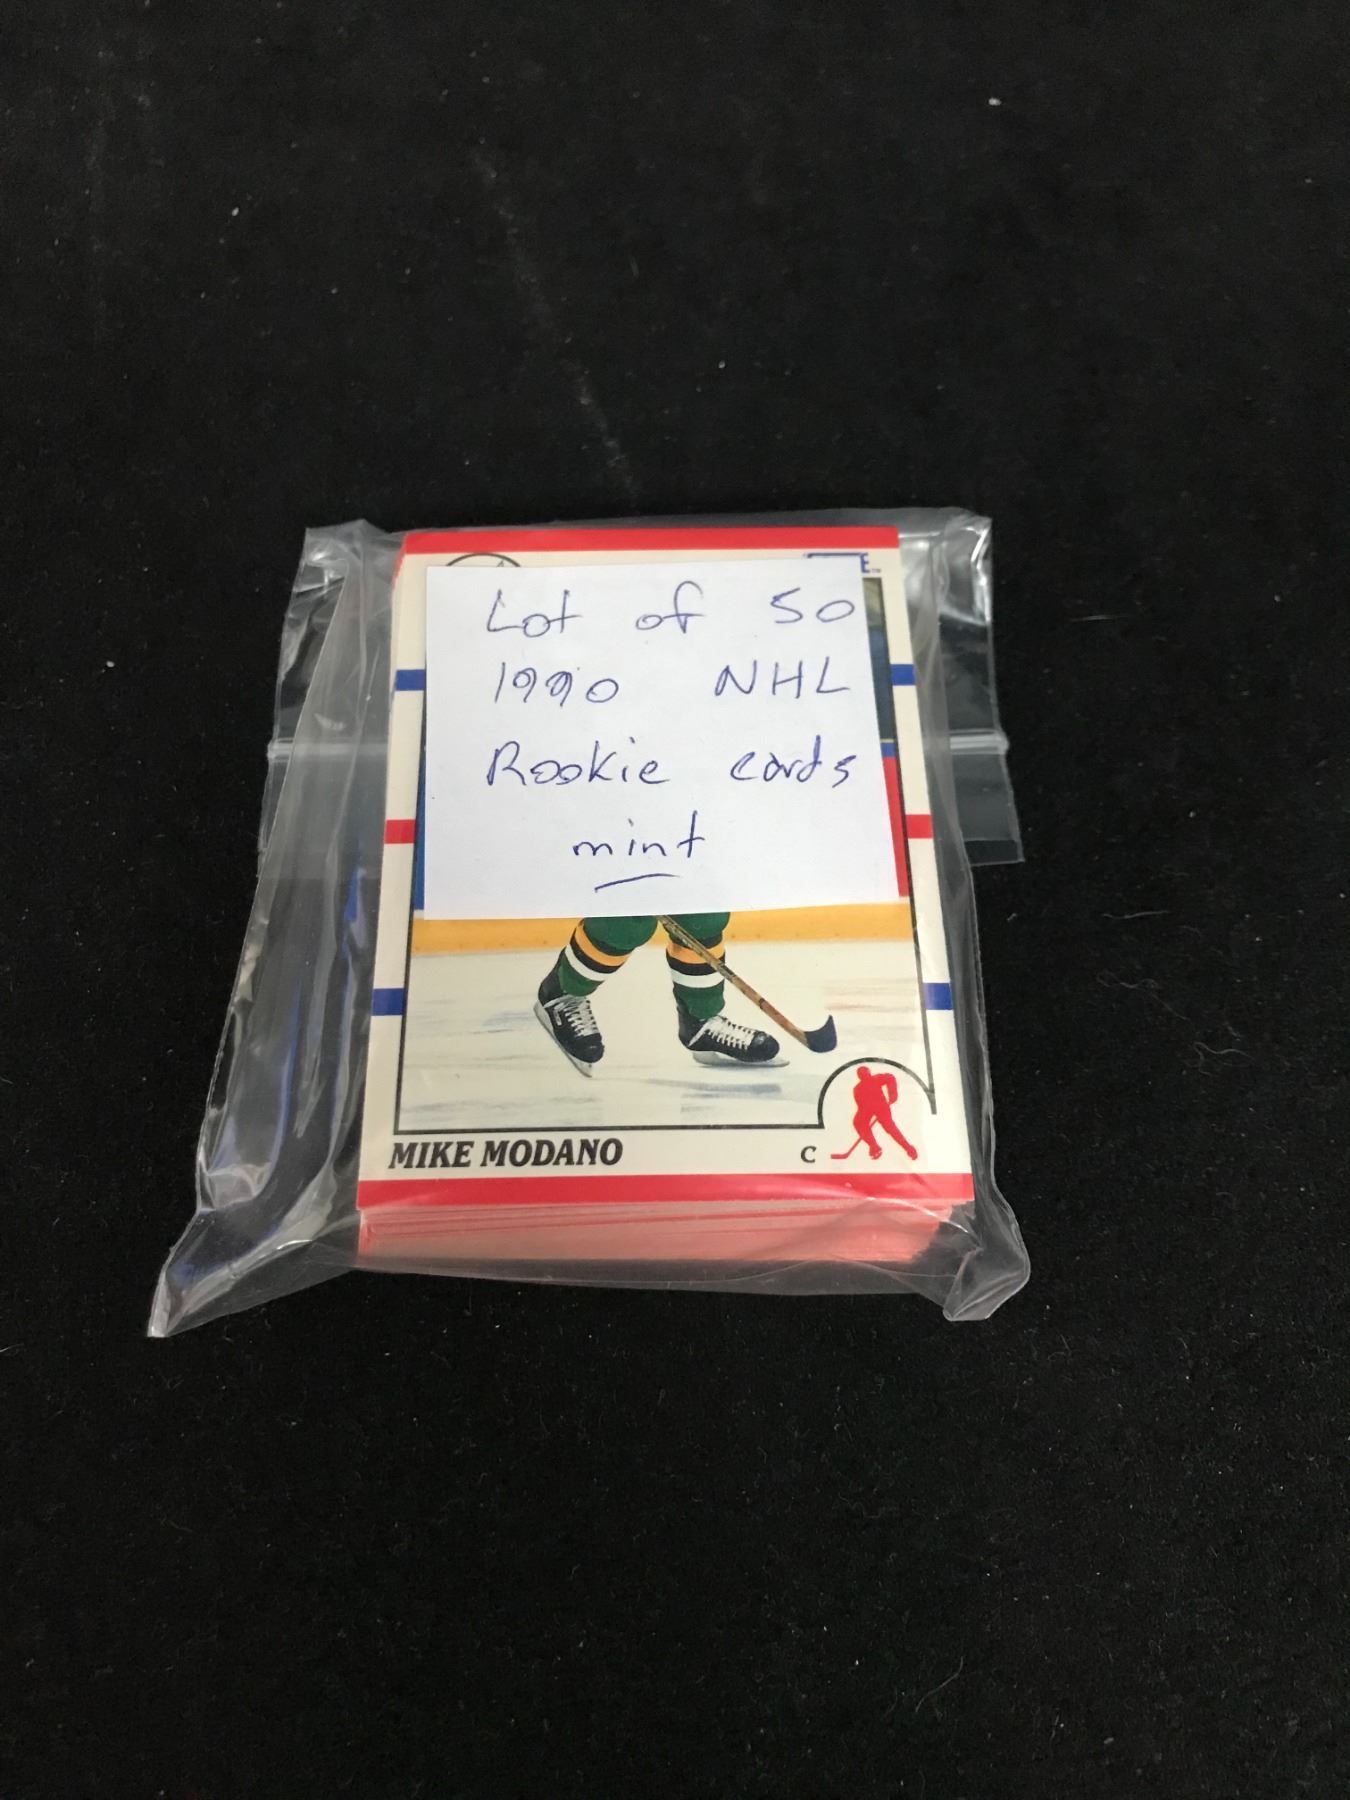 E
Lot of 50
1990 NHL
Rookie cards
mint
MIKE MODANO C